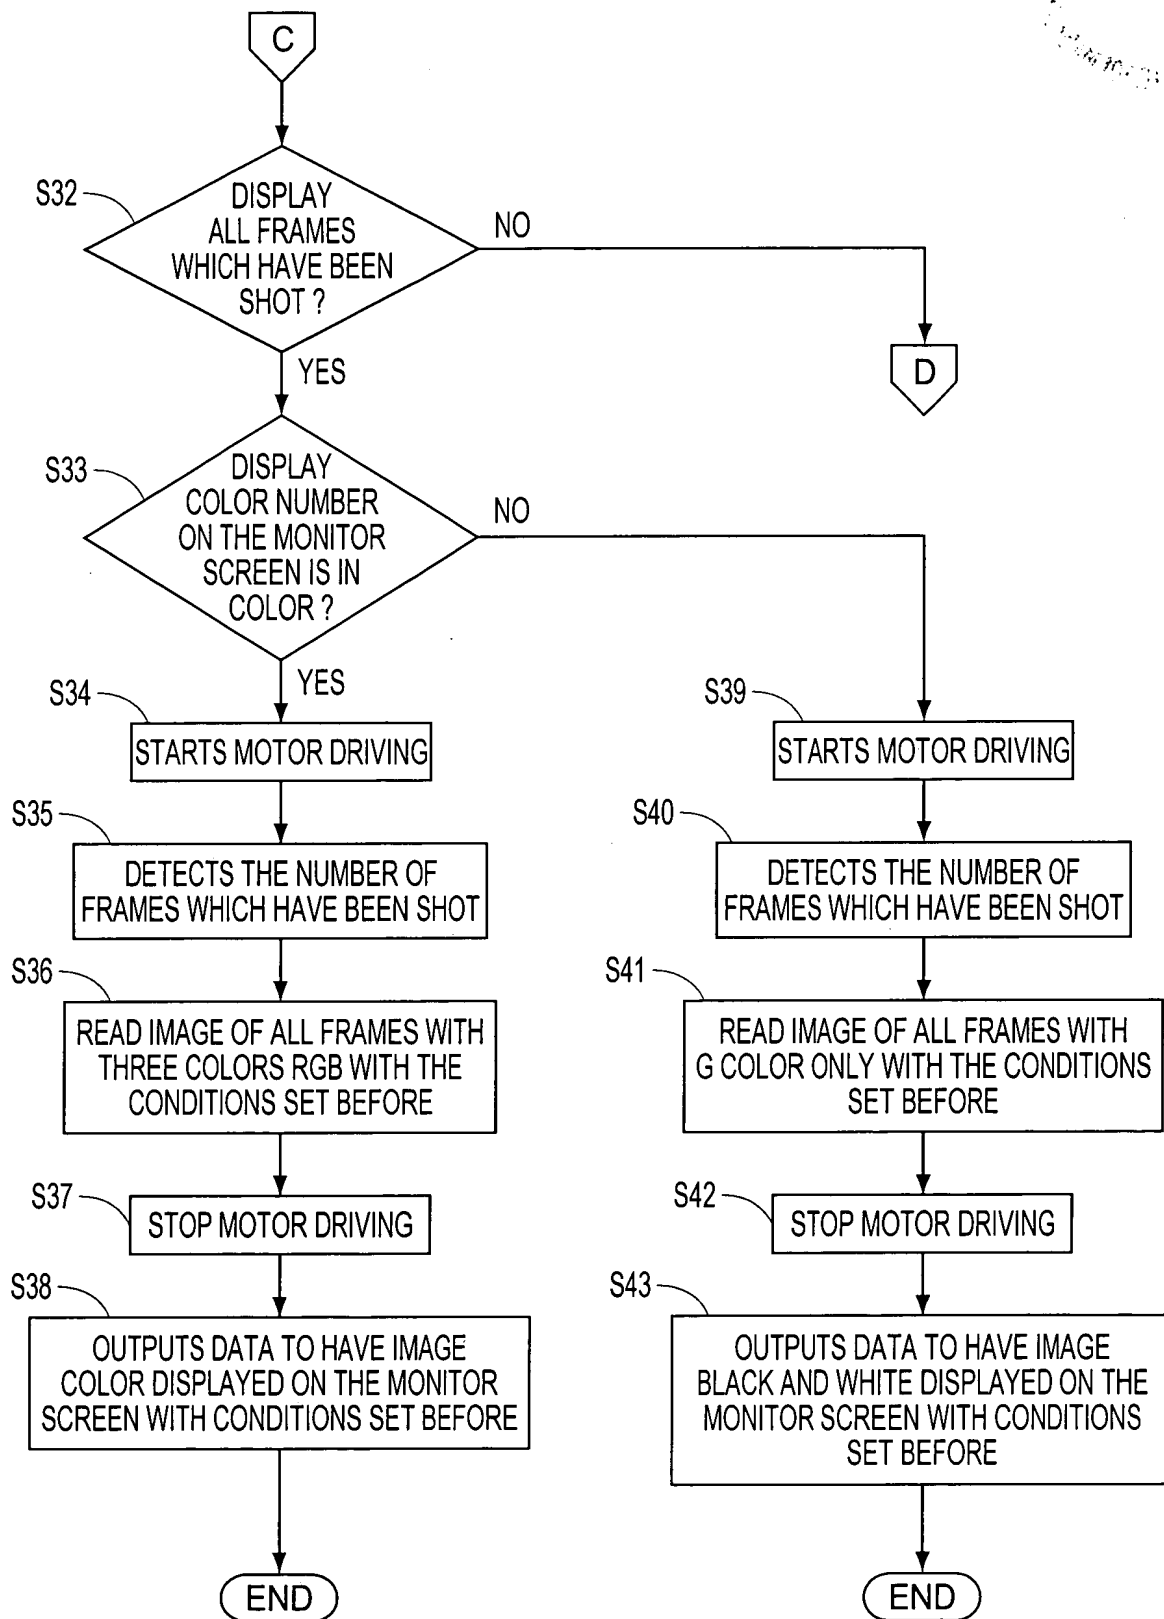 C
S32
DISPLAY
ALL FRAMES
WHICH HAVE BEEN
SHOT ?
NO
D
YES
S33
DISPLAY
COLOR NUMBER
ON THE MONITOR
SCREEN IS IN
COLOR ?
NO
YES
S34
STARTS MOTOR DRIVING
S35
DETECTS THE NUMBER OF
FRAMES WHICH HAVE BEEN SHOT
S36
READ IMAGE OF ALL FRAMES WITH
THREE COLORS RGB WITH THE
CONDITIONS SET BEFORE
S37
STOP MOTOR DRIVING
S38
OUTPUTS DATA TO HAVE IMAGE
COLOR DISPLAYED ON THE MONITOR
SCREEN WITH CONDITIONS SET BEFORE
END
S39
STARTS MOTOR DRIVING
S40
DETECTS THE NUMBER OF
FRAMES WHICH HAVE BEEN SHOT
S41
READ IMAGE OF ALL FRAMES WITH
G COLOR ONLY WITH THE CONDITIONS
SET BEFORE
S42
STOP MOTOR DRIVING
S43
OUTPUTS DATA TO HAVE IMAGE
BLACK AND WHITE DISPLAYED ON THE
MONITOR SCREEN WITH CONDITIONS
SET BEFORE
END